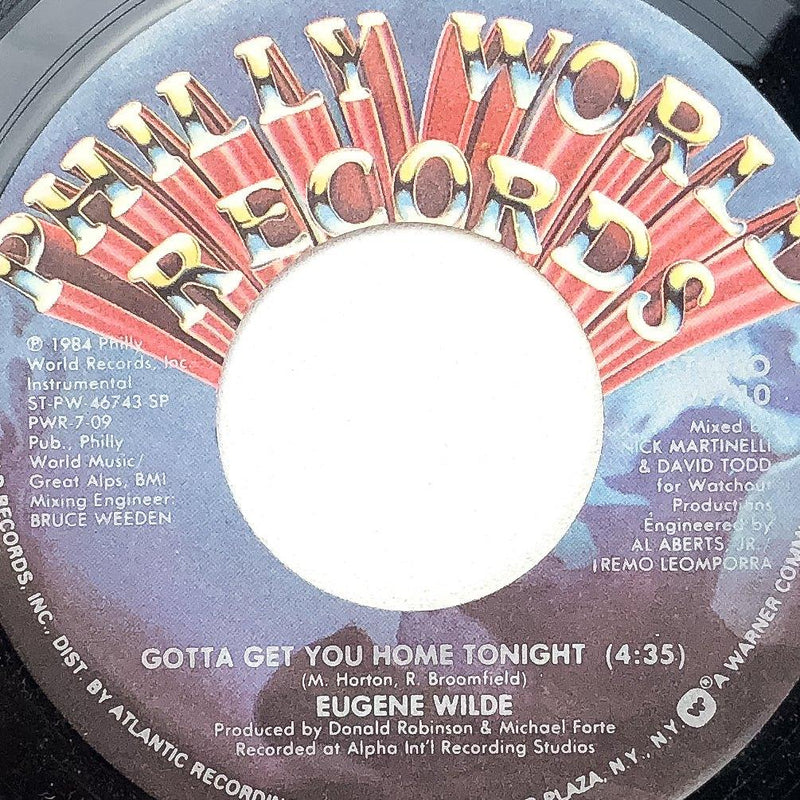 PHILLY WORLD
RECORDS
℗ 1984 Philly
World Records, Inc.
Instrumental
ST-PW-46743-SP
PWR-7-09
Pub., Philly
World Music/
Great Alps, BMI
Mixing Engineer:
BRUCE WEEDEN
Mixed by
NICK MARTINELLI
& DAVID TODD
for Watchout
Productions
Engineered by
AL ABERTS, JR./
REMO LEOMPORRA
GOTTA GET YOU HOME TONIGHT (4:35)
(M. Horton, R. Broomfield)
EUGENE WILDE
Produced by Donald Robinson & Michael Forte
Recorded at Alpha Int'l Recording Studios
RECORDS, INC., DIST. BY ATLANTIC RECORDING PLAZA, N.Y., N.Y. ® A WARNER COMM